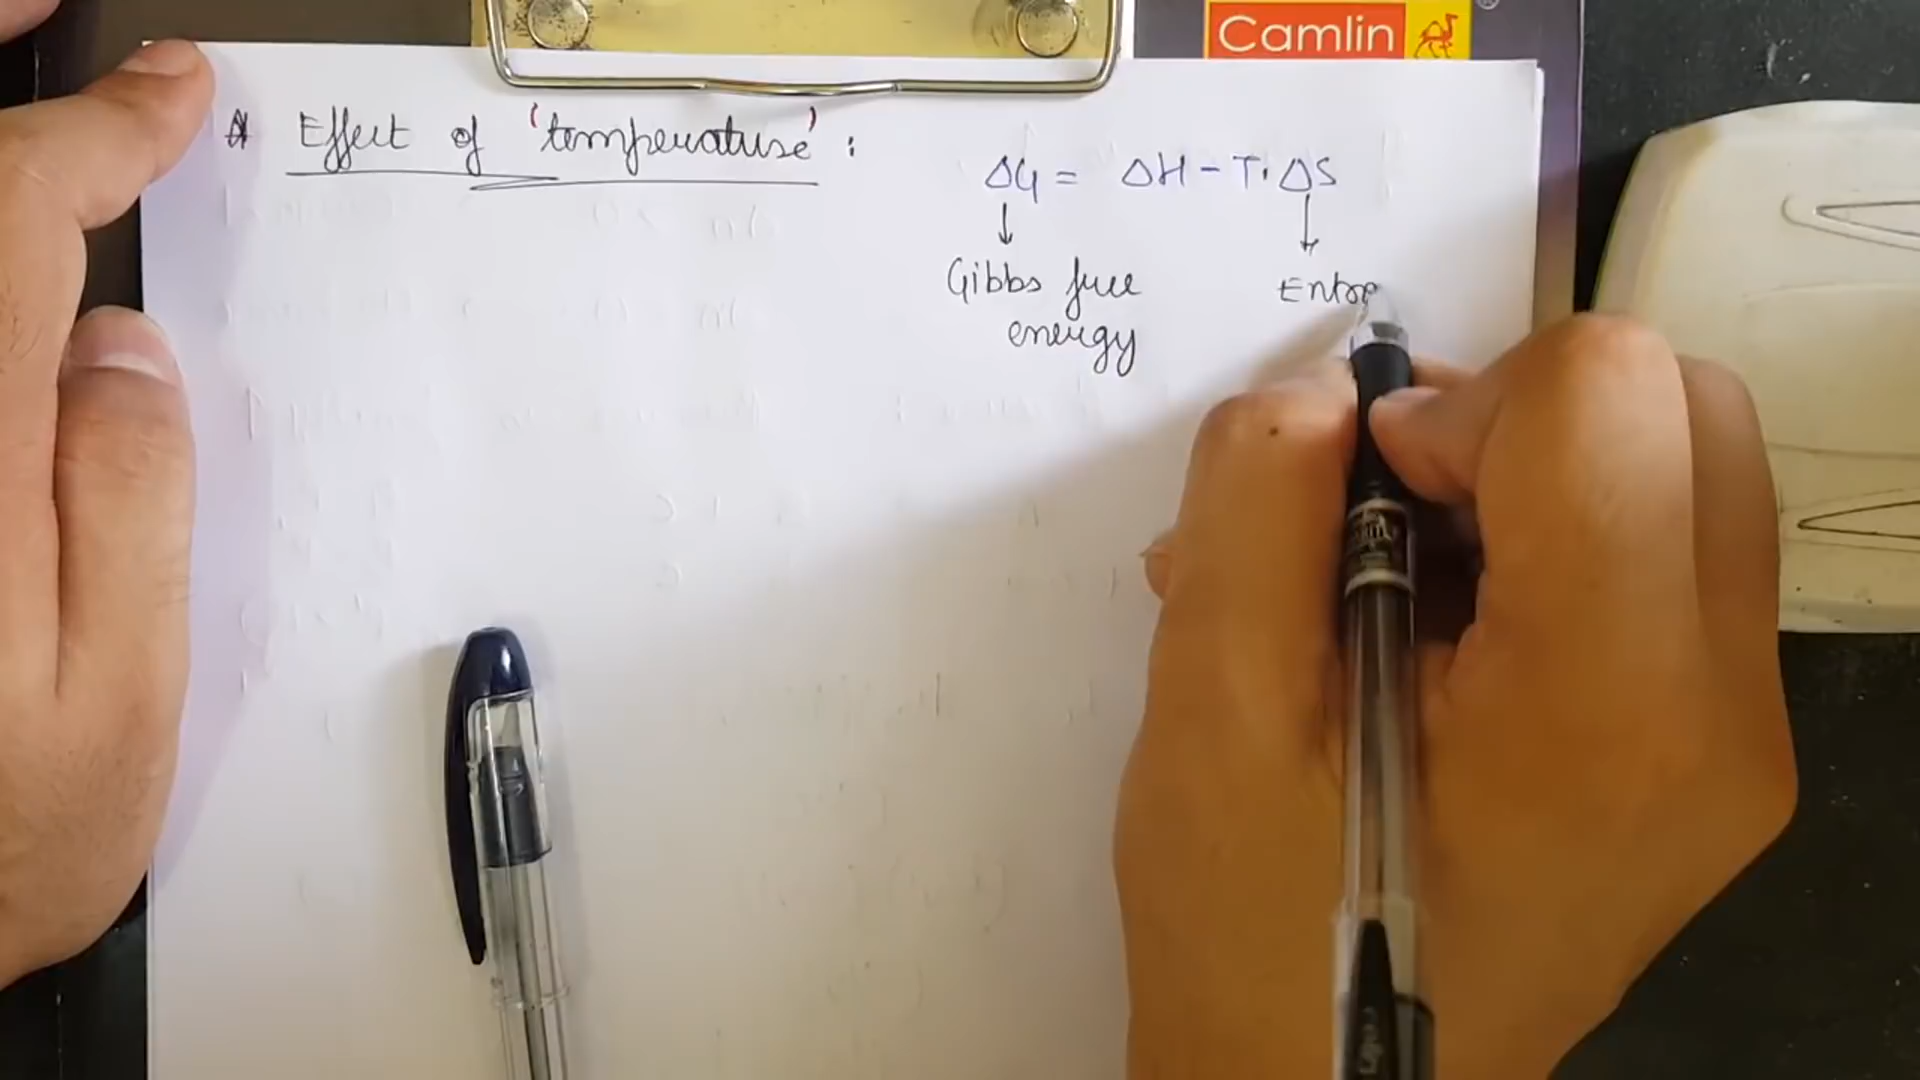 Camlin
Effect of 'temperature' :
ΔG = ΔH - T. ΔS
↓ ↓
Gibbs free
energy
Entro